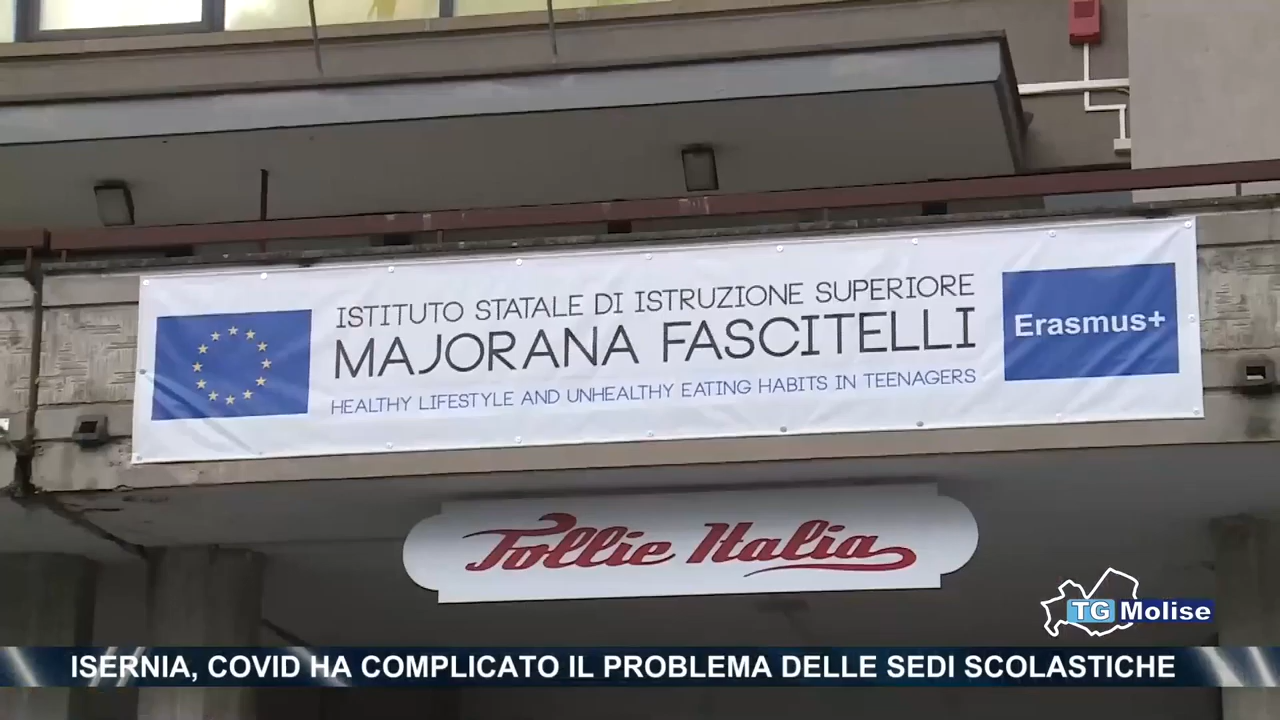 ISTITUTO STATALE DI ISTRUZIONE SUPERIORE
MAJORANA FASCITELLI
HEALTHY LIFESTYLE AND UNHEALTHY EATING HABITS IN TEENAGERS
Erasmus+
Tollie Italia
TG Molise
ISERNIA, COVID HA COMPLICATO IL PROBLEMA DELLE SEDI SCOLASTICHE